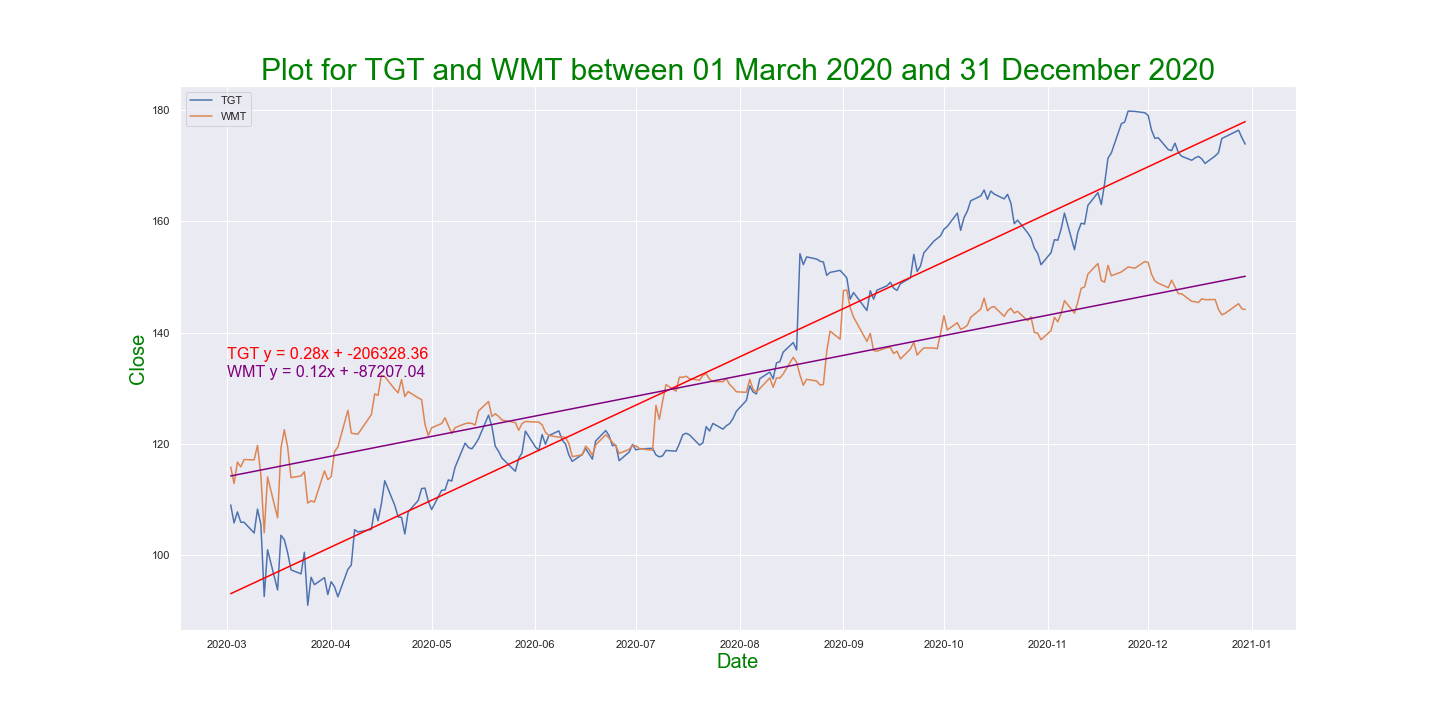 Plot for TGT and WMT between 01 March 2020 and 31 December 2020
TGT
WMT
180
160
140
120
100
Close
TGT y = 0.28x + -206328.36
WMT y = 0.12x + -87207.04
2020-03 2020-04 2020-05 2020-06 2020-07 2020-08 2020-09 2020-10 2020-11 2020-12 2021-01
Date